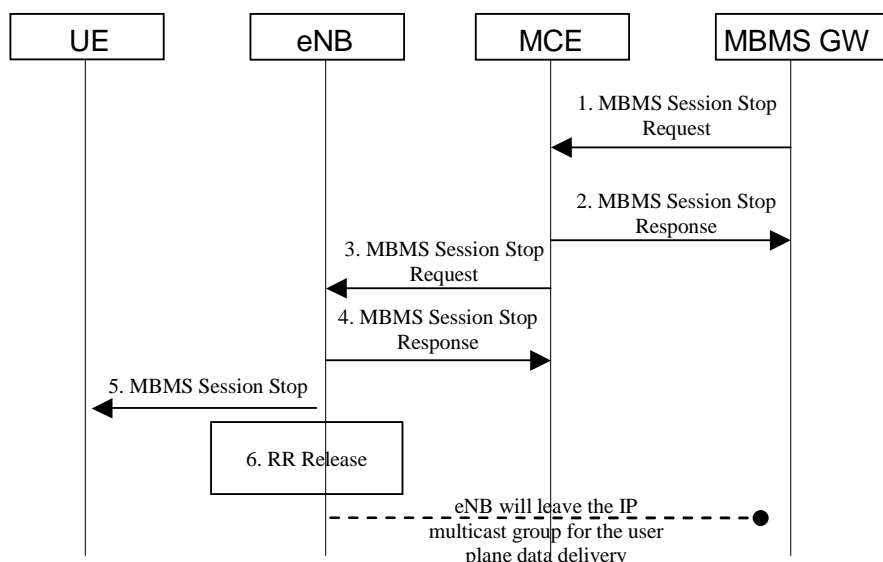 UE
eNB
MCE
MBMS GW
1. MBMS Session Stop
Request
2. MBMS Session Stop
Response
3. MBMS Session Stop
Request
4. MBMS Session Stop
Response
5. MBMS Session Stop
6. RR Release
eNB will leave the IP
multicast group for the user
plane data delivery